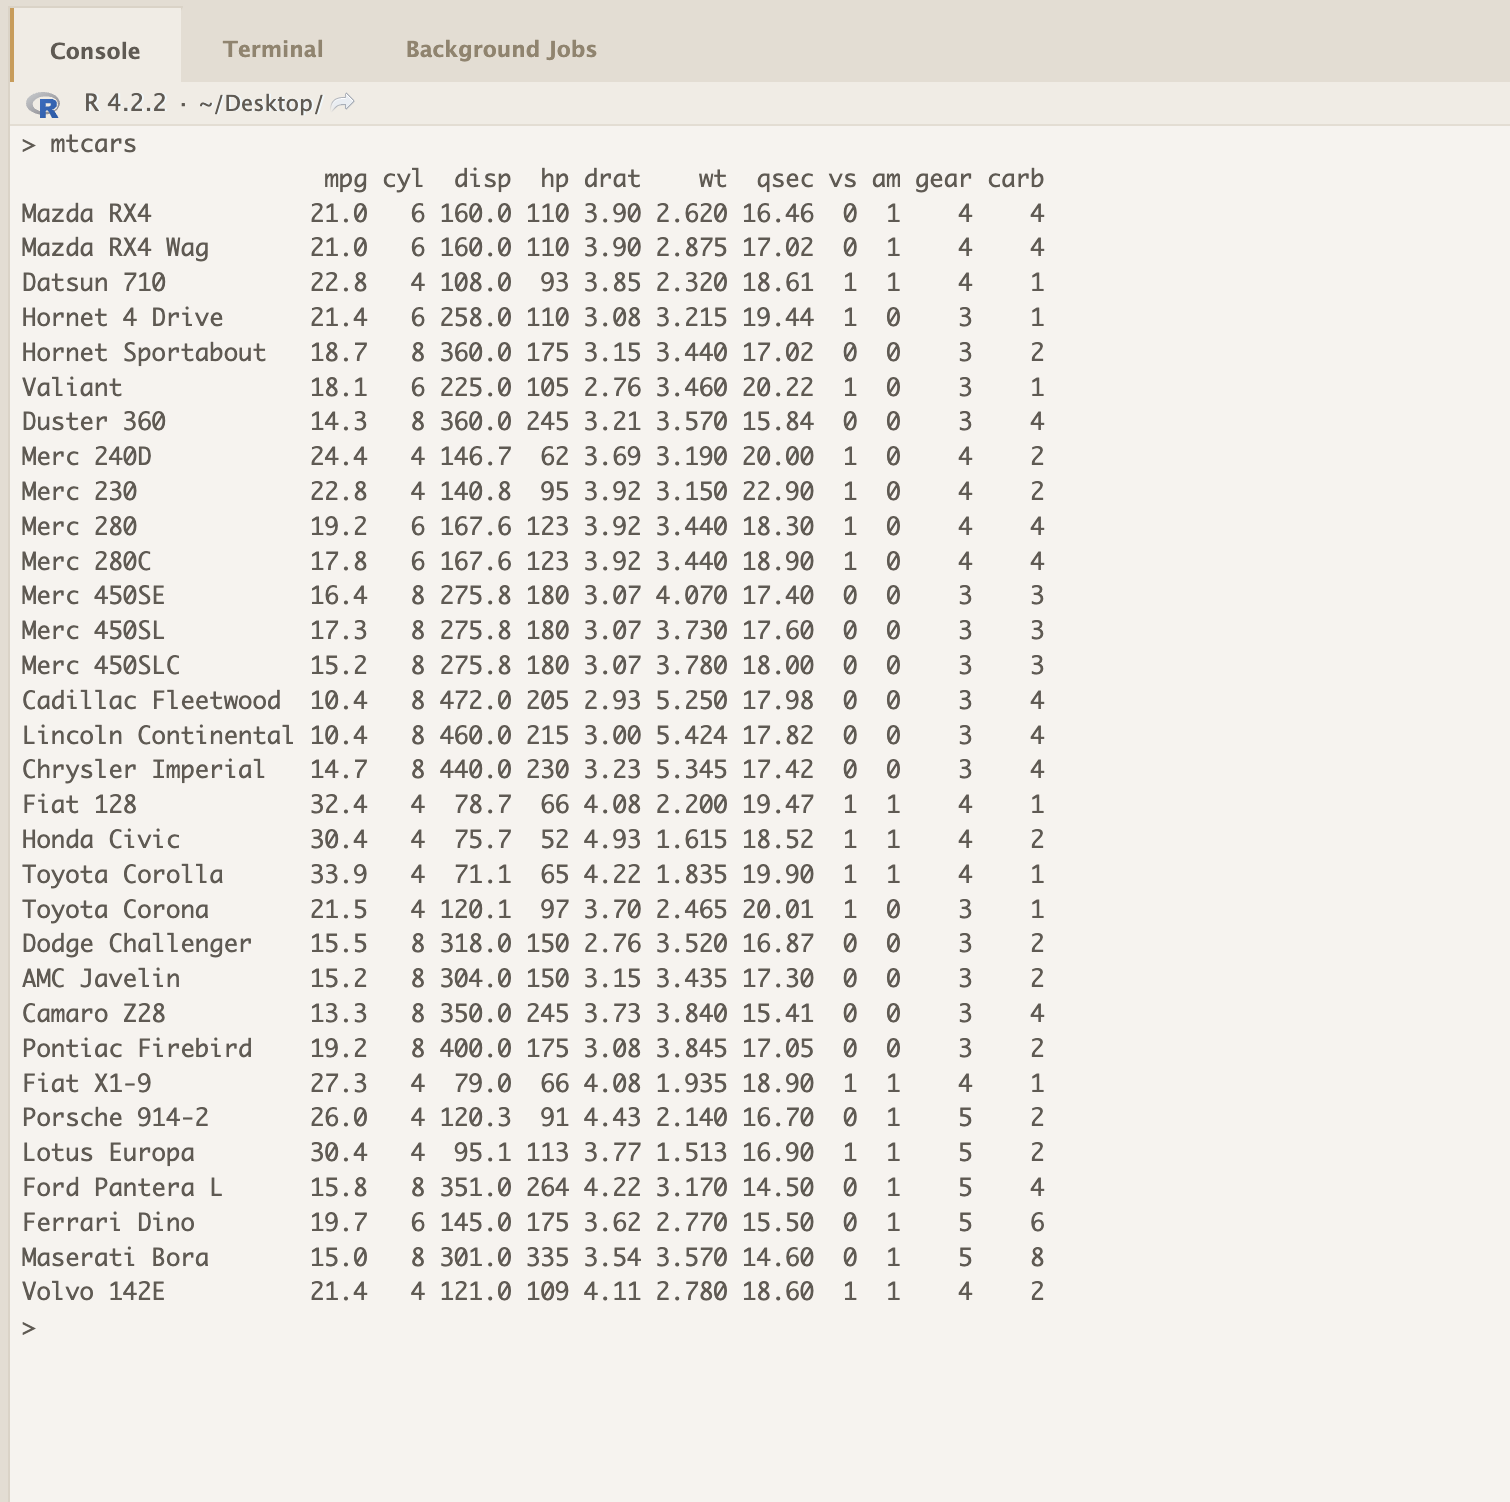 Console Terminal Background Jobs
R R 4.2.2 · ~/Desktop/
> mtcars
                     mpg cyl  disp  hp drat    wt  qsec vs am gear carb
Mazda RX4           21.0   6 160.0 110 3.90 2.620 16.46  0  1    4    4
Mazda RX4 Wag       21.0   6 160.0 110 3.90 2.875 17.02  0  1    4    4
Datsun 710          22.8   4 108.0  93 3.85 2.320 18.61  1  1    4    1
Hornet 4 Drive      21.4   6 258.0 110 3.08 3.215 19.44  1  0    3    1
Hornet Sportabout   18.7   8 360.0 175 3.15 3.440 17.02  0  0    3    2
Valiant             18.1   6 225.0 105 2.76 3.460 20.22  1  0    3    1
Duster 360          14.3   8 360.0 245 3.21 3.570 15.84  0  0    3    4
Merc 240D           24.4   4 146.7  62 3.69 3.190 20.00  1  0    4    2
Merc 230            22.8   4 140.8  95 3.92 3.150 22.90  1  0    4    2
Merc 280            19.2   6 167.6 123 3.92 3.440 18.30  1  0    4    4
Merc 280C           17.8   6 167.6 123 3.92 3.440 18.90  1  0    4    4
Merc 450SE          16.4   8 275.8 180 3.07 4.070 17.40  0  0    3    3
Merc 450SL          17.3   8 275.8 180 3.07 3.730 17.60  0  0    3    3
Merc 450SLC         15.2   8 275.8 180 3.07 3.780 18.00  0  0    3    3
Cadillac Fleetwood  10.4   8 472.0 205 2.93 5.250 17.98  0  0    3    4
Lincoln Continental 10.4   8 460.0 215 3.00 5.424 17.82  0  0    3    4
Chrysler Imperial   14.7   8 440.0 230 3.23 5.345 17.42  0  0    3    4
Fiat 128            32.4   4  78.7  66 4.08 2.200 19.47  1  1    4    1
Honda Civic         30.4   4  75.7  52 4.93 1.615 18.52  1  1    4    2
Toyota Corolla      33.9   4  71.1  65 4.22 1.835 19.90  1  1    4    1
Toyota Corona       21.5   4 120.1  97 3.70 2.465 20.01  1  0    3    1
Dodge Challenger    15.5   8 318.0 150 2.76 3.520 16.87  0  0    3    2
AMC Javelin         15.2   8 304.0 150 3.15 3.435 17.30  0  0    3    2
Camaro Z28          13.3   8 350.0 245 3.73 3.840 15.41  0  0    3    4
Pontiac Firebird    19.2   8 400.0 175 3.08 3.845 17.05  0  0    3    2
Fiat X1-9           27.3   4  79.0  66 4.08 1.935 18.90  1  1    4    1
Porsche 914-2       26.0   4 120.3  91 4.43 2.140 16.70  0  1    5    2
Lotus Europa        30.4   4  95.1 113 3.77 1.513 16.90  1  1    5    2
Ford Pantera L      15.8   8 351.0 264 4.22 3.170 14.50  0  1    5    4
Ferrari Dino        19.7   6 145.0 175 3.62 2.770 15.50  0  1    5    6
Maserati Bora       15.0   8 301.0 335 3.54 3.570 14.60  0  1    5    8
Volvo 142E          21.4   4 121.0 109 4.11 2.780 18.60  1  1    4    2
>